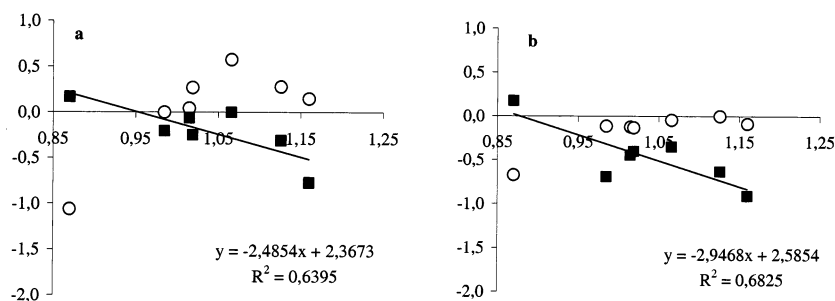 a
1,0
0,5
0,0
-0,5
-1,0
-1,5
-2,0
0,85 0,95 1,05 1,15 1,25
y = -2,4854x + 2,3673
R² = 0,6395
b
1,0
0,5
0,0
-0,5
-1,0
-1,5
-2,0
0,85 0,95 1,05 1,15 1,25
y = -2,9468x + 2,5854
R² = 0,6825